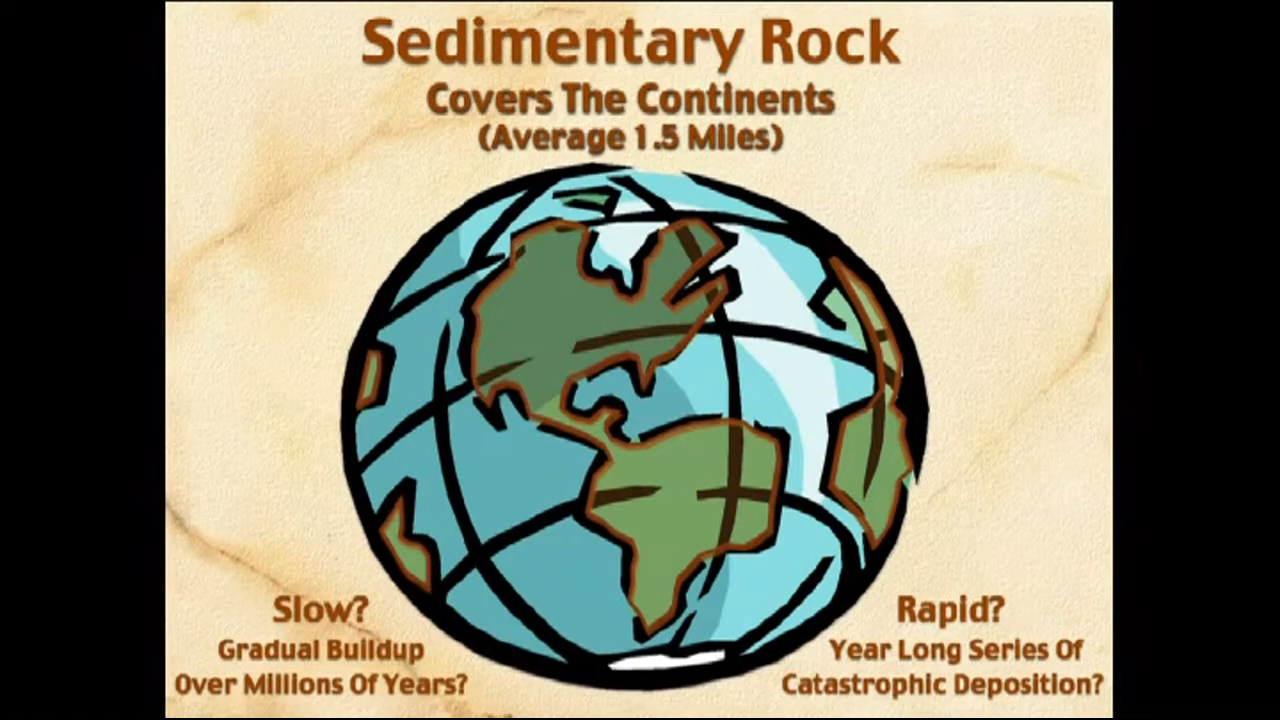 Sedimentary Rock
Covers The Continents
(Average 1.5 Miles)
Slow?
Gradual Buildup
Over Millions Of Years?
Rapid?
Year Long Series Of
Catastrophic Deposition?